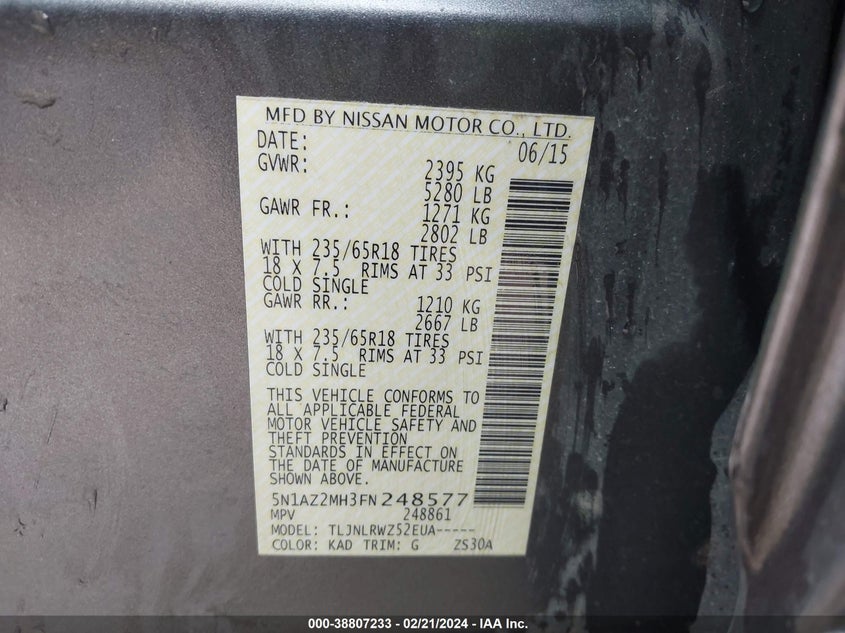 MFD BY NISSAN MOTOR CO., LTD.
DATE: 06/15
GVWR: 2395 KG
5280 LB
GAWR FR.: 1271 KG
2802 LB
WITH 235/65R18 TIRES
18 X 7.5 RIMS AT 33 PSI
COLD SINGLE
GAWR RR.: 1210 KG
2667 LB
WITH 235/65R18 TIRES
18 X 7.5 RIMS AT 33 PSI
COLD SINGLE
THIS VEHICLE CONFORMS TO
ALL APPLICABLE FEDERAL
MOTOR VEHICLE SAFETY AND
THEFT PREVENTION
STANDARDS IN EFFECT ON
THE DATE OF MANUFACTURE
SHOWN ABOVE.
5N1AZ2MH3FN248577
MPV 248861
MODEL: TLJNLRWZ52EUA-----
COLOR: KAD TRIM: G ZS30A
000-38807233 - 02/21/2024 - IAA Inc.